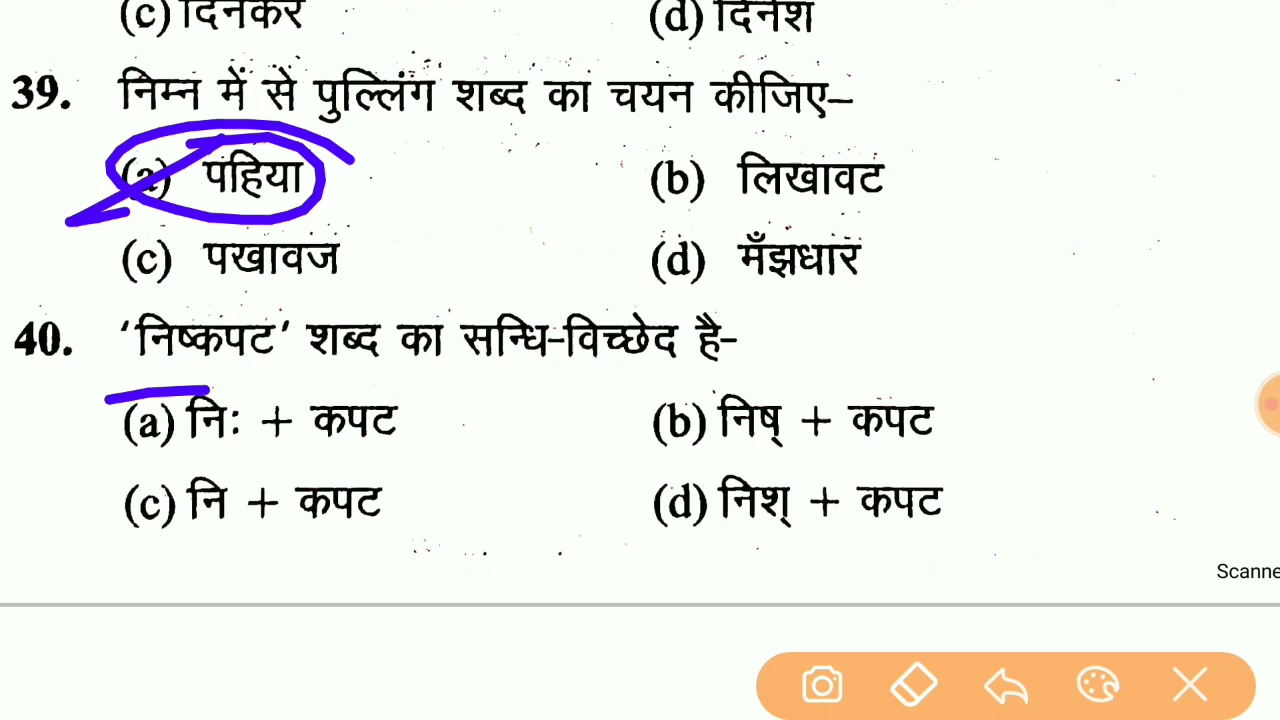 (c) दिनकर (d) दिनेश
39. निम्न में से पुल्लिंग शब्द का चयन कीजिए–
(a) पहिया (b) लिखावट
(c) पखावज (d) मँझधार
40. ‘निष्कपट’ शब्द का सन्धि-विच्छेद है-
(a) निः + कपट (b) निष् + कपट
(c) नि + कपट (d) निश् + कपट
Scanne